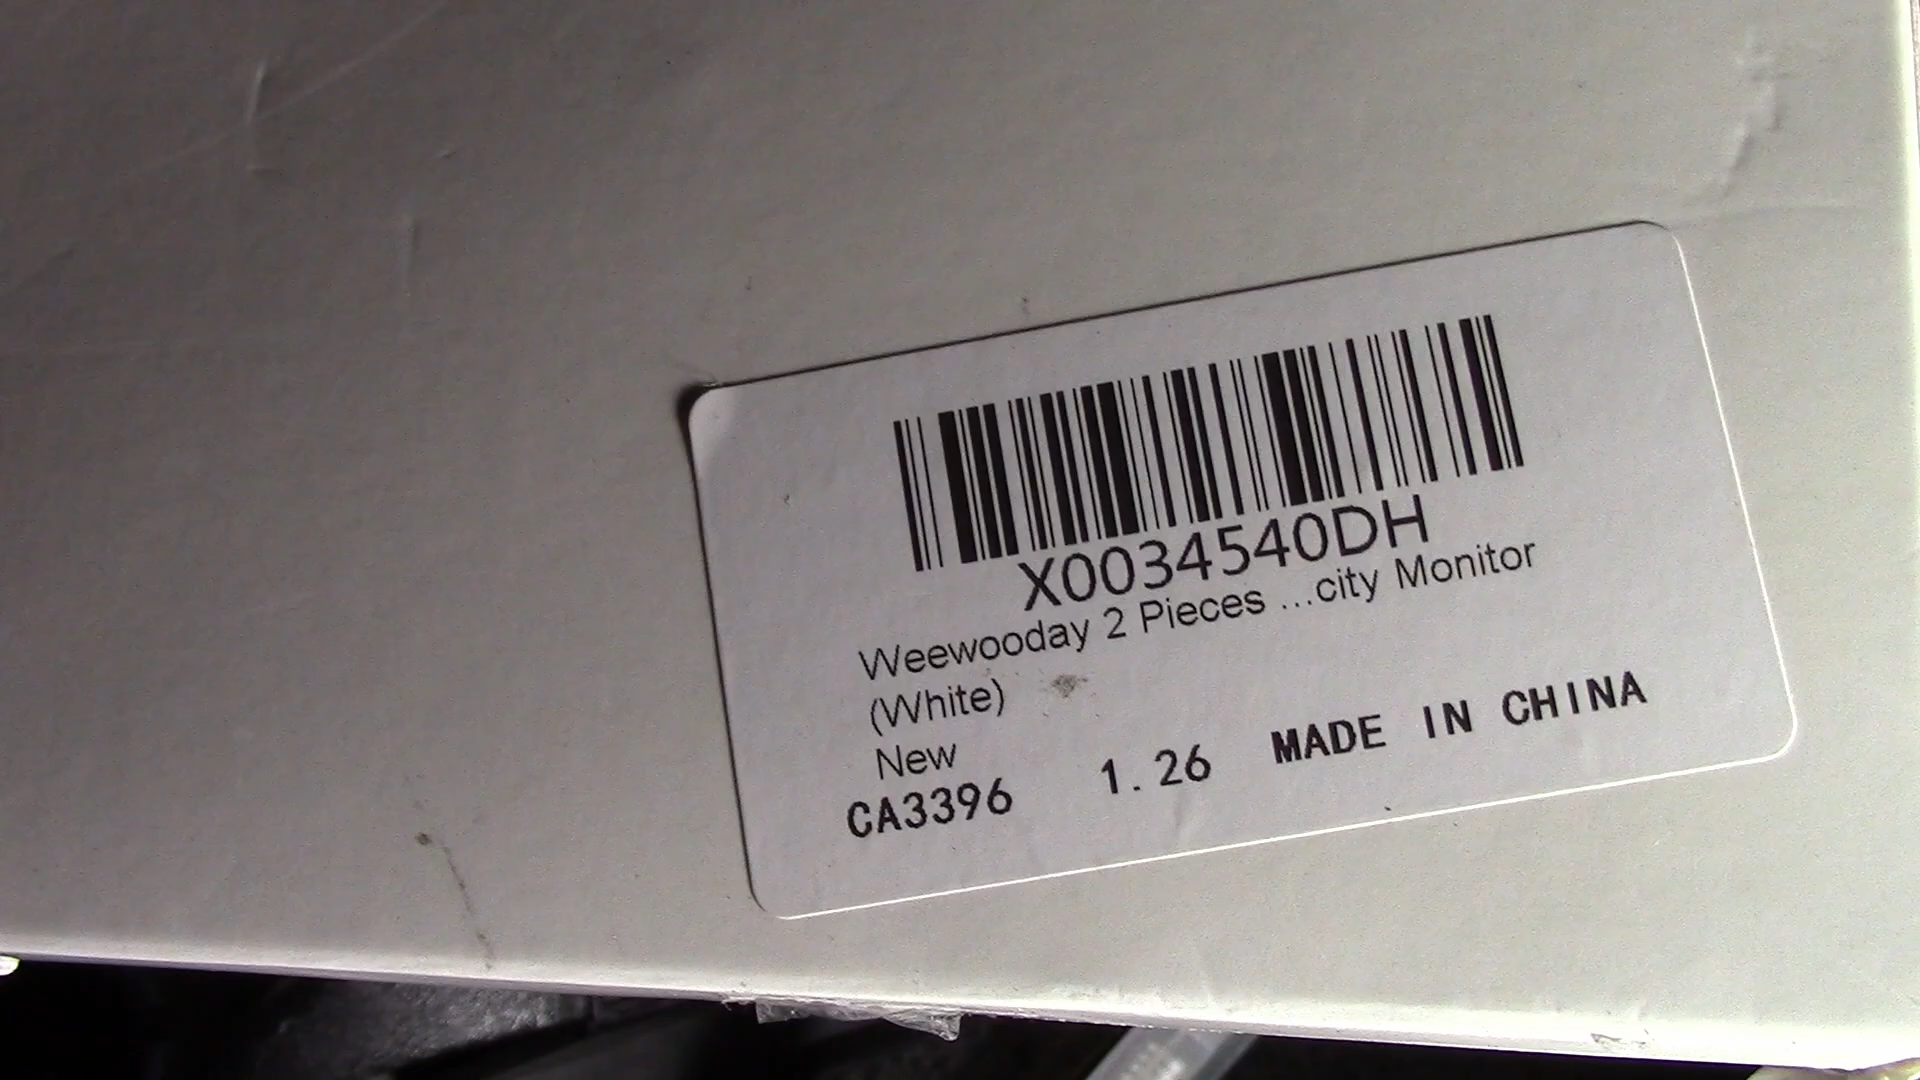 X0034540DH
Weewooday 2 Pieces ...city Monitor
(White)
New
CA3396 1.26 MADE IN CHINA